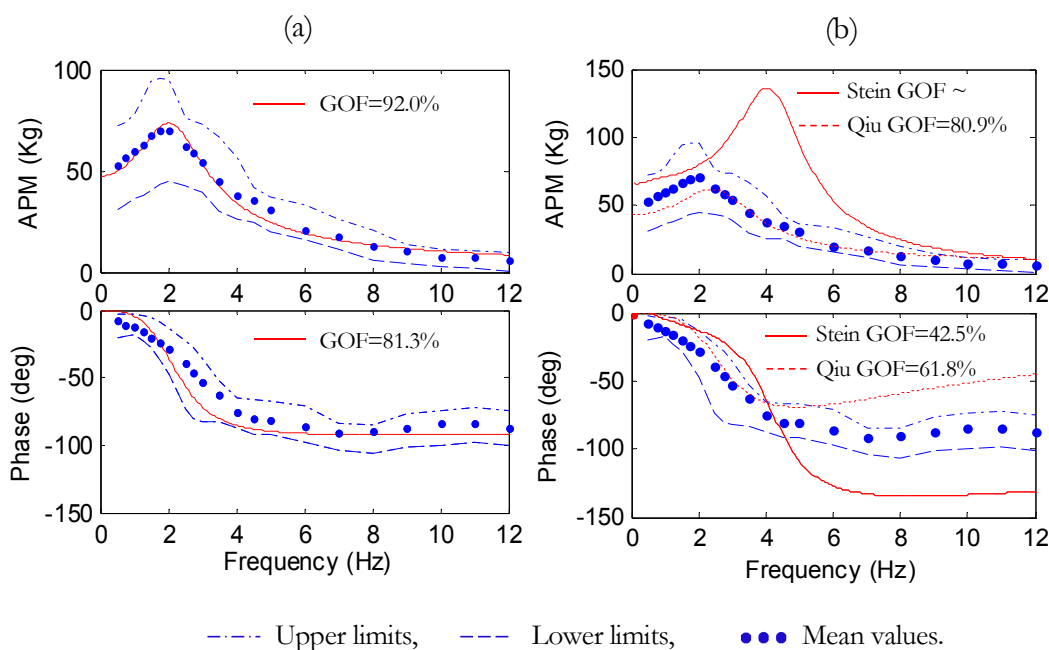 (a)
(b)
100
50
0
APM (Kg)
GOF=92.0%
0 2 4 6 8 10 12
150
100
50
0
APM (Kg)
Stein GOF ~
Qiu GOF=80.9%
0 2 4 6 8 10 12
0
-50
-100
-150
Phase (deg)
GOF=81.3%
0 2 4 6 8 10 12
Frequency (Hz)
0
-50
-100
-150
Phase (deg)
Stein GOF=42.5%
Qiu GOF=61.8%
0 2 4 6 8 10 12
Frequency (Hz)
Upper limits, Lower limits, Mean values.